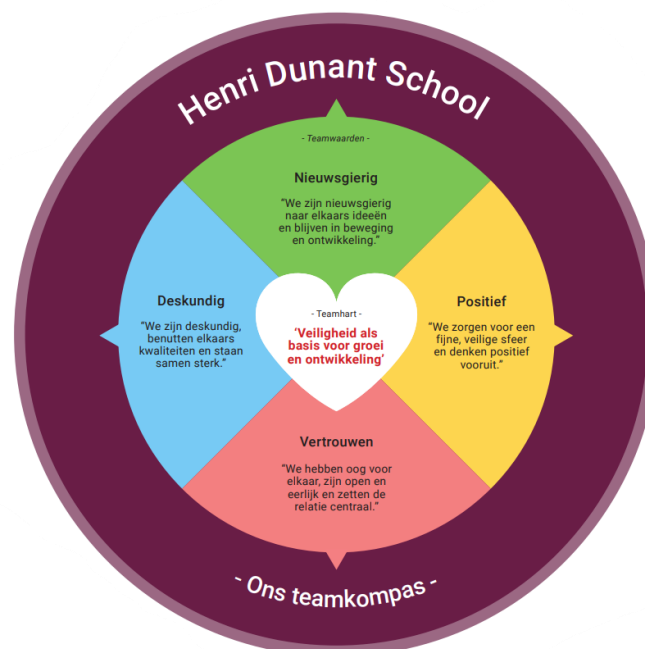 Henri Dunant School
- Teamwaarden -
Nieuwsgierig
“We zijn nieuwsgierig
naar elkaars ideeën
en blijven in beweging
en ontwikkeling.”
Deskundig
“We zijn deskundig,
benutten elkaars
kwaliteiten en staan
samen sterk.”
- Teamhart -
‘Veiligheid als
basis voor groei
en ontwikkeling’
Positief
“We zorgen voor een
fijne, veilige sfeer
en denken positief
vooruit.”
Vertrouwen
“We hebben oog voor
elkaar, zijn open en
eerlijk en zetten de
relatie centraal.”
- Ons teamkompas -